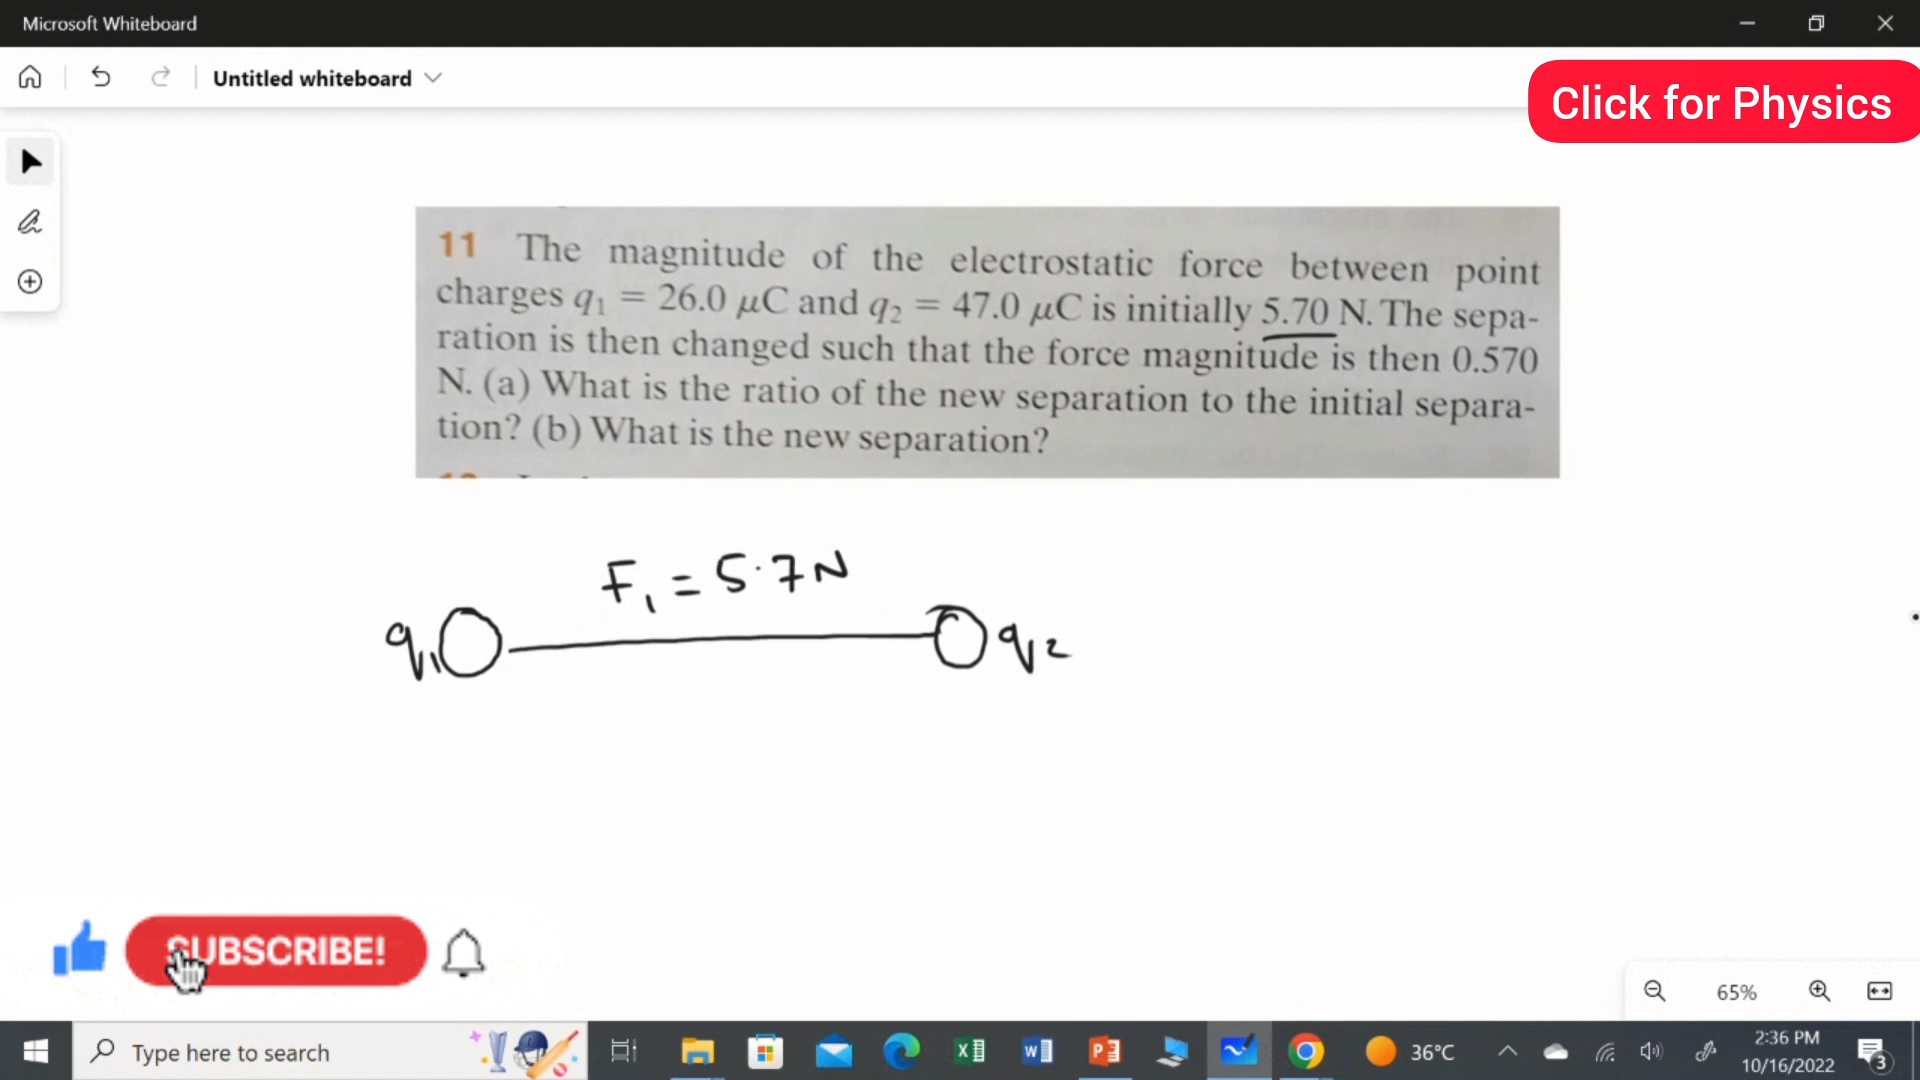 Microsoft Whiteboard
Untitled whiteboard
Click for Physics
11 The magnitude of the electrostatic force between point
charges q₁ = 26.0 μC and q₂ = 47.0 μC is initially 5.70 N. The sepa-
ration is then changed such that the force magnitude is then 0.570
N. (a) What is the ratio of the new separation to the initial separa-
tion? (b) What is the new separation?
F₁ = 5.7 N
q₁
q₂
SUBSCRIBE!
65%
Type here to search
36°C
2:36 PM
10/16/2022
3